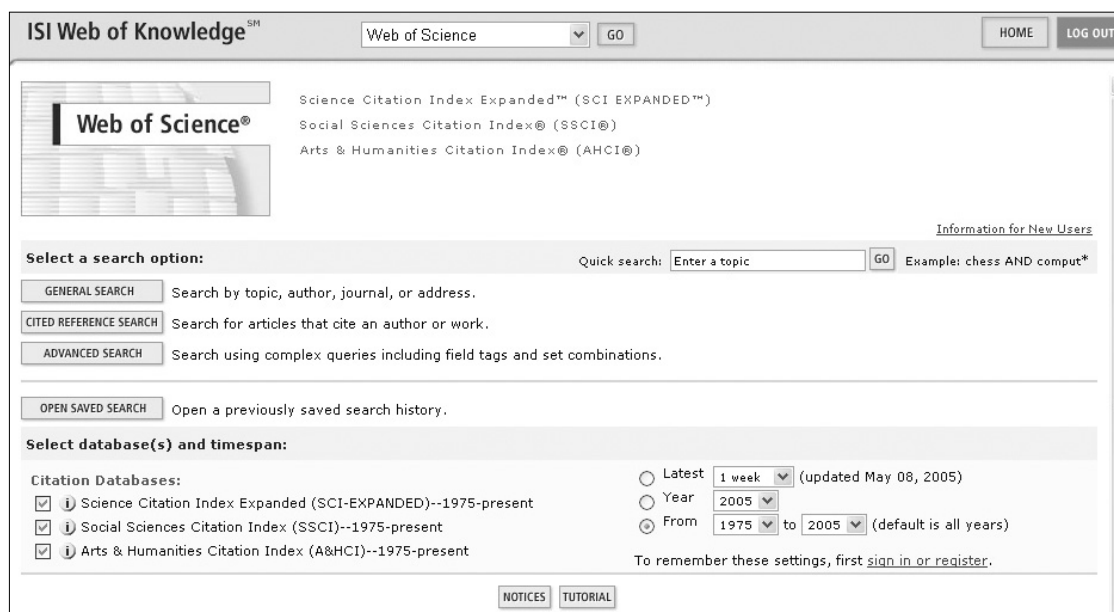 ISI Web of Knowledge℠ Web of Science GO HOME LOG OUT
Web of Science®
Science Citation Index Expanded™ (SCI EXPANDED™)
Social Sciences Citation Index® (SSCI®)
Arts & Humanities Citation Index® (AHCI®)
Information for New Users
Select a search option: Quick search: Enter a topic GO Example: chess AND comput*
GENERAL SEARCH Search by topic, author, journal, or address.
CITED REFERENCE SEARCH Search for articles that cite an author or work.
ADVANCED SEARCH Search using complex queries including field tags and set combinations.
OPEN SAVED SEARCH Open a previously saved search history.
Select database(s) and timespan:
Citation Databases:
i Science Citation Index Expanded (SCI-EXPANDED)--1975-present
i Social Sciences Citation Index (SSCI)--1975-present
i Arts & Humanities Citation Index (A&HCI)--1975-present
Latest 1 week (updated May 08, 2005)
Year 2005
From 1975 to 2005 (default is all years)
To remember these settings, first sign in or register.
NOTICES TUTORIAL